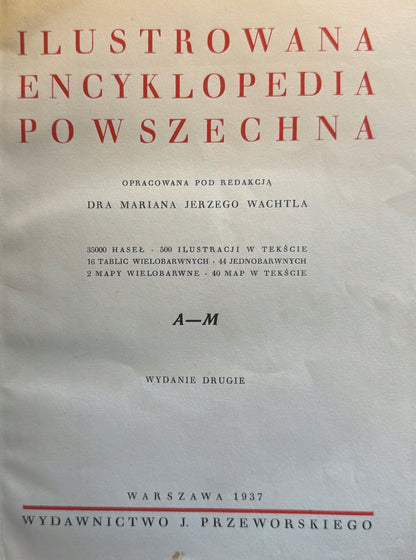 ILUSTROWANA
ENCYKLOPEDIA
POWSZECHNA
OPRACOWANA POD REDAKCJĄ
DRA MARIANA JERZEGO WACHTLA
35000 HASEŁ · 500 ILUSTRACJI W TEKŚCIE
16 TABLIC WIELOBARWNYCH · 44 JEDNOBARWNYCH
2 MAPY WIELOBARWNE · 40 MAP W TEKŚCIE
A—M
WYDANIE DRUGIE
WARSZAWA 1937
WYDAWNICTWO J. PRZEWORSKIEGO